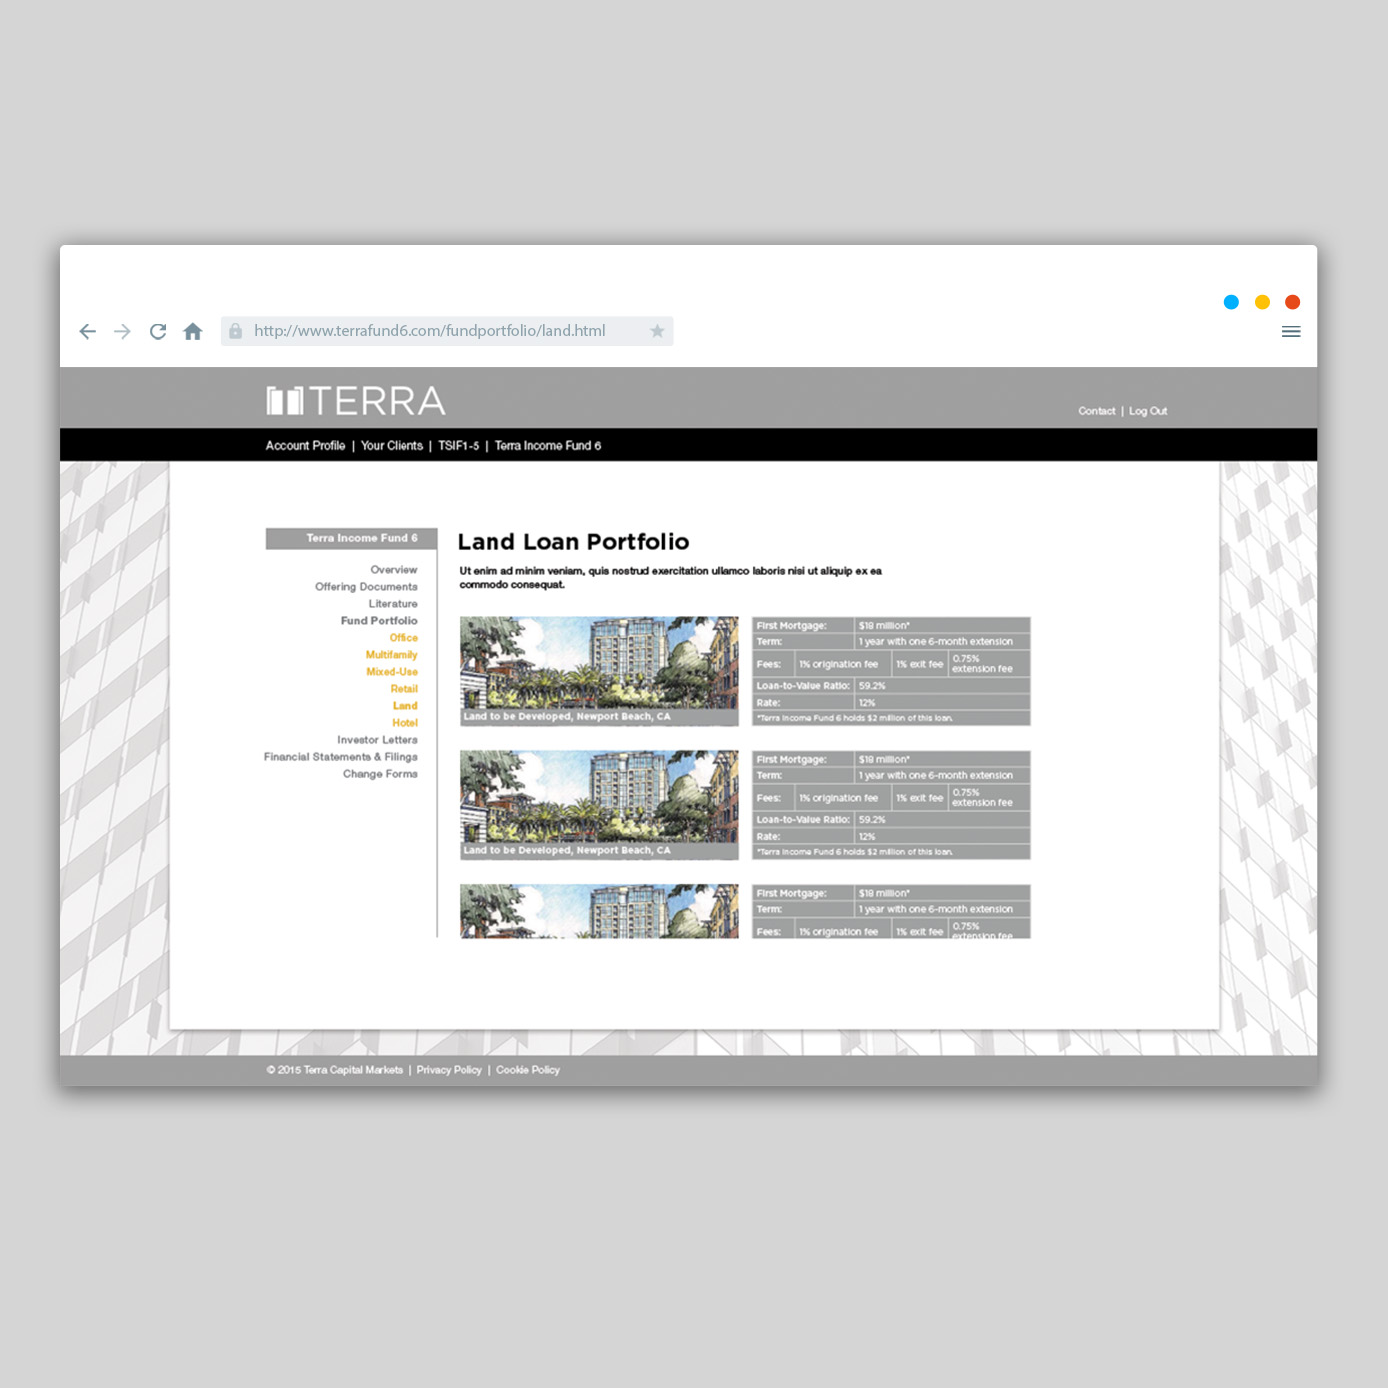 http://www.terrafund6.com/fundportfolio/land.html
TERRA
Contact | Log Out
Account Profile | Your Clients | TSIF1-5 | Terra Income Fund 6
Terra Income Fund 6
Overview
Offering Documents
Literature
Fund Portfolio
Office
Multifamily
Mixed-Use
Retail
Land
Hotel
Investor Letters
Financial Statements & Filings
Change Forms
Land Loan Portfolio
Ut enim ad minim veniam, quis nostrud exercitation ullamco laboris nisi ut aliquip ex ea
commodo consequat.
Land to be Developed, Newport Beach, CA
First Mortgage: $18 million*
Term: 1 year with one 6-month extension
Fees: 1% origination fee 1% exit fee 0.75%
extension fee
Loan-to-Value Ratio: 59.2%
Rate: 12%
*Terra Income Fund 6 holds $2 million of this loan.
Land to be Developed, Newport Beach, CA
First Mortgage: $18 million*
Term: 1 year with one 6-month extension
Fees: 1% origination fee 1% exit fee 0.75%
extension fee
Loan-to-Value Ratio: 59.2%
Rate: 12%
*Terra Income Fund 6 holds $2 million of this loan.
First Mortgage: $18 million*
Term: 1 year with one 6-month extension
Fees: 1% origination fee 1% exit fee 0.75%
extension fee
© 2015 Terra Capital Markets | Privacy Policy | Cookie Policy